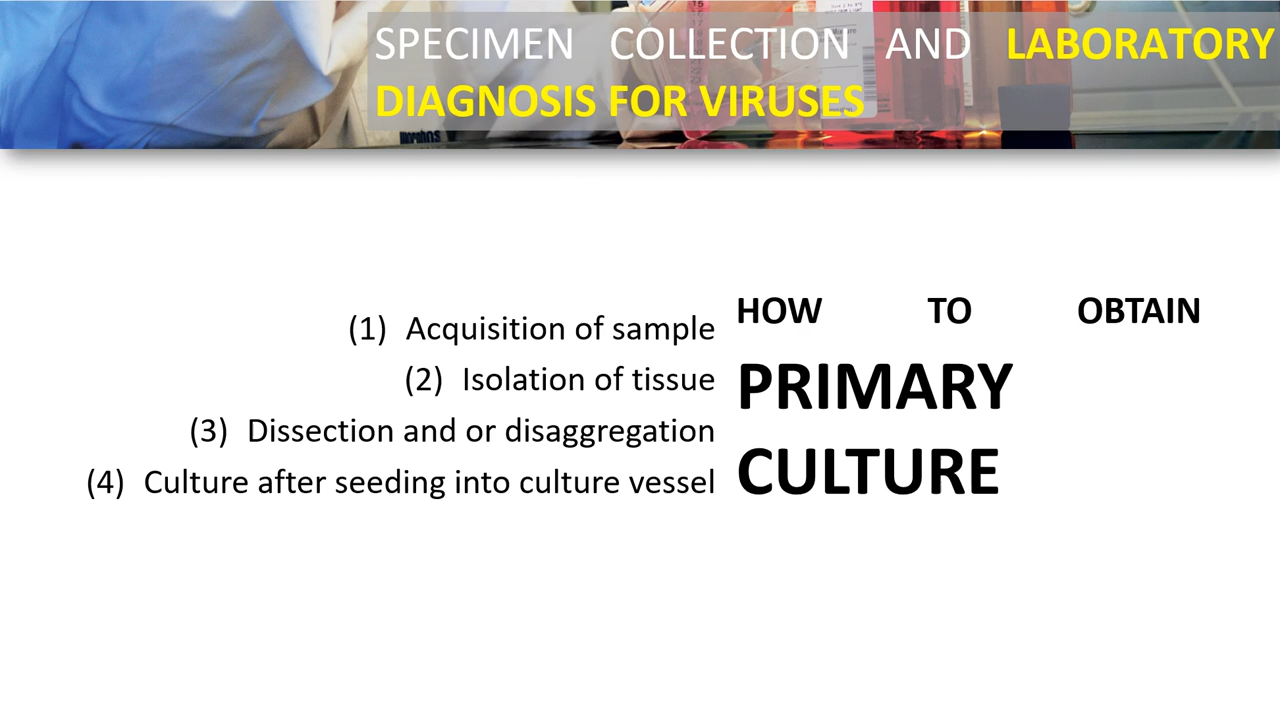 SPECIMEN COLLECTION AND LABORATORY
DIAGNOSIS FOR VIRUSES
(1) Acquisition of sample
(2) Isolation of tissue
(3) Dissection and or disaggregation
(4) Culture after seeding into culture vessel
HOW TO OBTAIN
PRIMARY
CULTURE